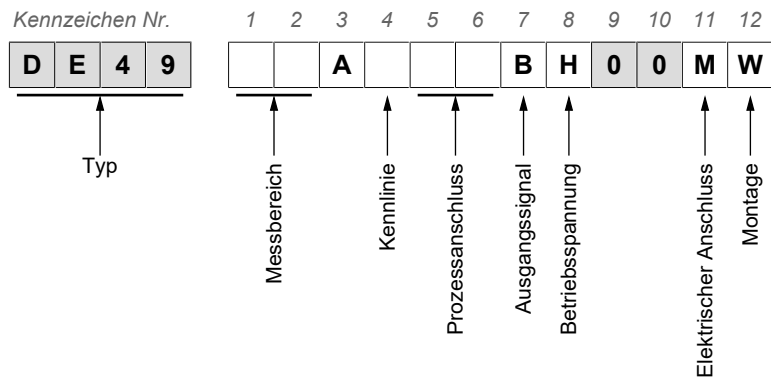 Kennzeichen Nr. 1 2 3 4 5 6 7 8 9 10 11 12
D E 4 9 A B H 0 0 M W
Typ
Messbereich
Kennlinie
Prozessanschluss
Ausgangssignal
Betriebsspannung
Elektrischer Anschluss
Montage